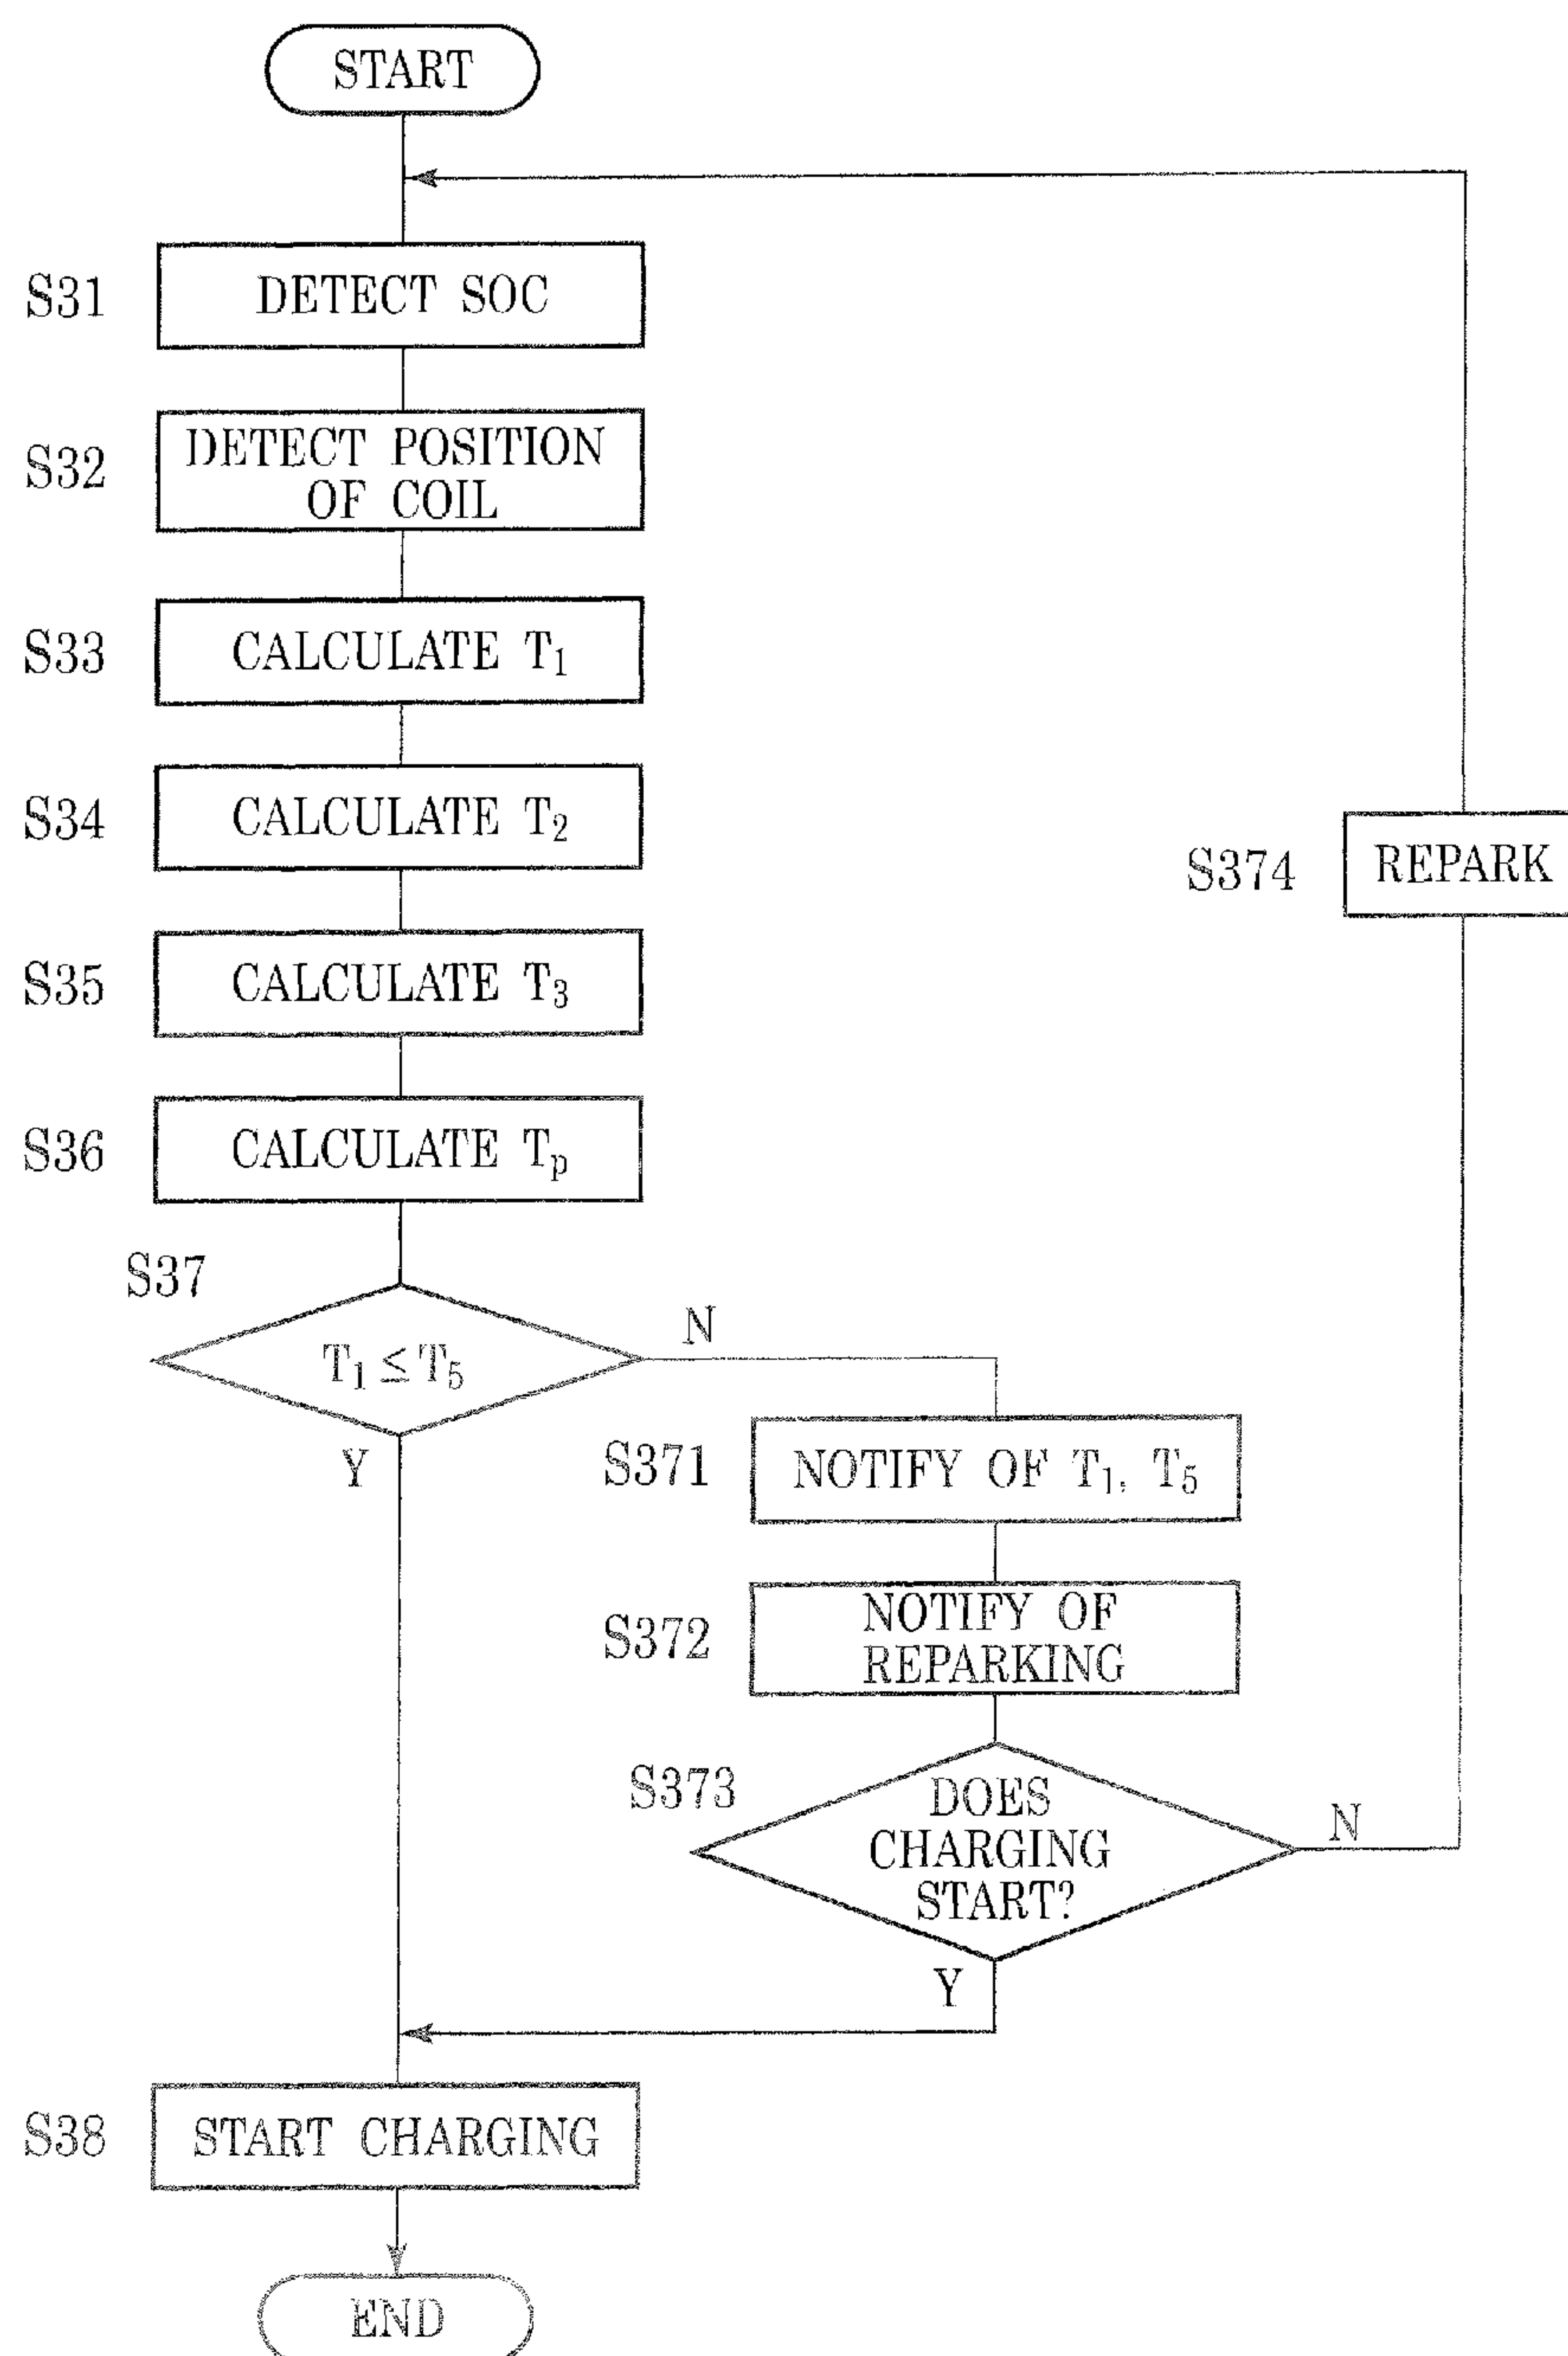 START
S31
DETECT SOC
S32
DETECT POSITION
OF COIL
S33
CALCULATE T₁
S34
CALCULATE T₂
S374
REPARK
S35
CALCULATE T₃
S36
CALCULATE Tₚ
S37
T₁ ≤ T₅
N
Y
S371
NOTIFY OF T₁, T₅
S372
NOTIFY OF
REPARKING
S373
DOES
CHARGING
START?
N
Y
S38
START CHARGING
END